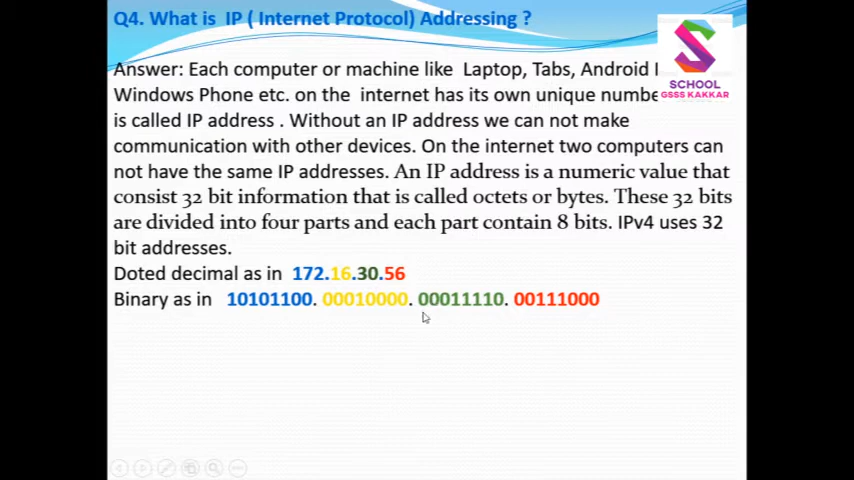 Q4. What is IP ( Internet Protocol) Addressing ?
SCHOOL
GSSS KAKKAR
Answer: Each computer or machine like Laptop, Tabs, Android
Windows Phone etc. on the internet has its own unique
is called IP address . Without an IP address we can not make
communication with other devices. On the internet two computers can
not have the same IP addresses. An IP address is a numeric value that
consist 32 bit information that is called octets or bytes. These 32 bits
are divided into four parts and each part contain 8 bits. IPv4 uses 32
bit addresses.
Doted decimal as in 172.16.30.56
Binary as in 10101100. 00010000. 00011110. 00111000